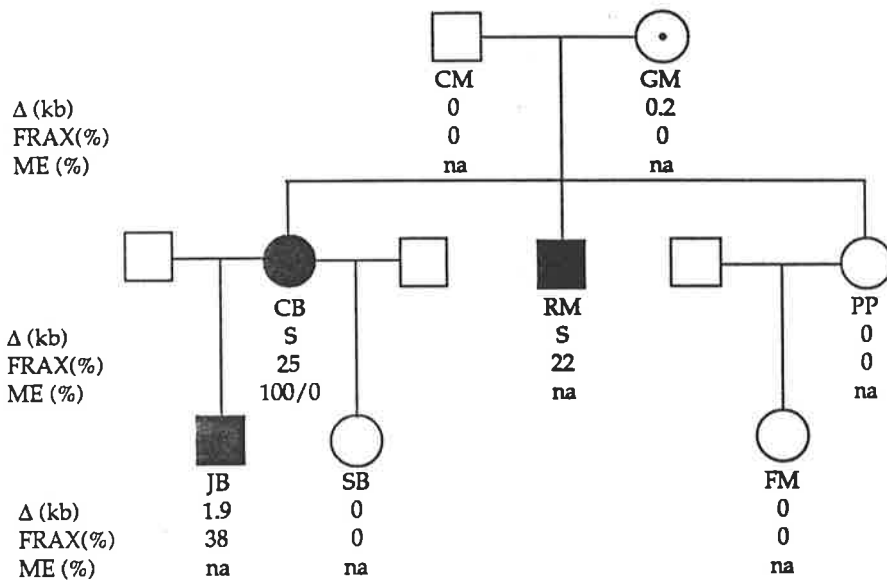 CM GM
Δ (kb) 0 0.2
FRAX(%) 0 0
ME (%) na na
CB RM PP
Δ (kb) S S 0
FRAX(%) 25 22 0
ME (%) 100/0 na na
JB SB FM
Δ (kb) 1.9 0 0
FRAX(%) 38 0 0
ME (%) na na na